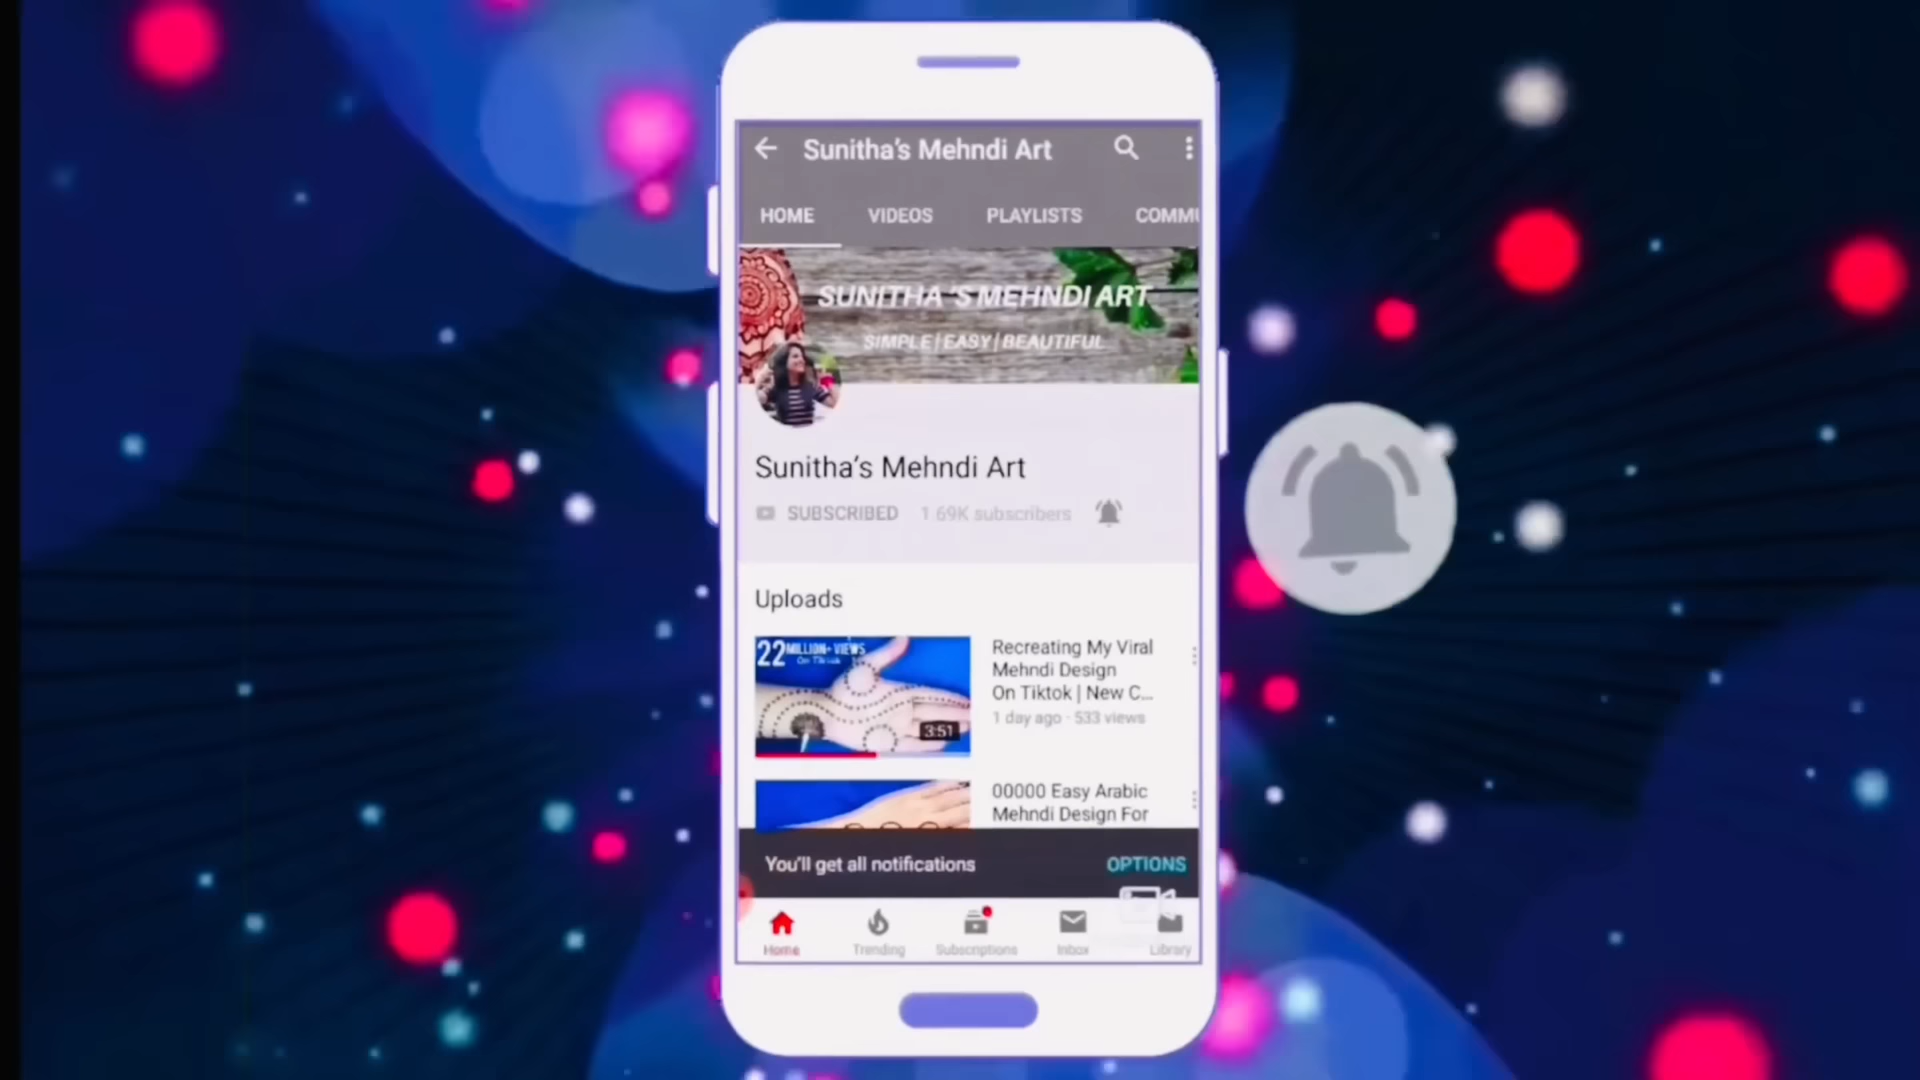 Sunitha's Mehndi Art
HOME VIDEOS PLAYLISTS COMMU
SUNITHA 'S MEHNDI ART
SIMPLE | EASY | BEAUTIFUL
Sunitha's Mehndi Art
SUBSCRIBED 1 69K subscribers
Uploads
22 MILLION+ VIEWS
On Tiktok
3:51
Recreating My Viral
Mehndi Design
On Tiktok | New C...
1 day ago · 533 views
00000 Easy Arabic
Mehndi Design For
You'll get all notifications OPTIONS
Home Trending Subscriptions Inbox Library